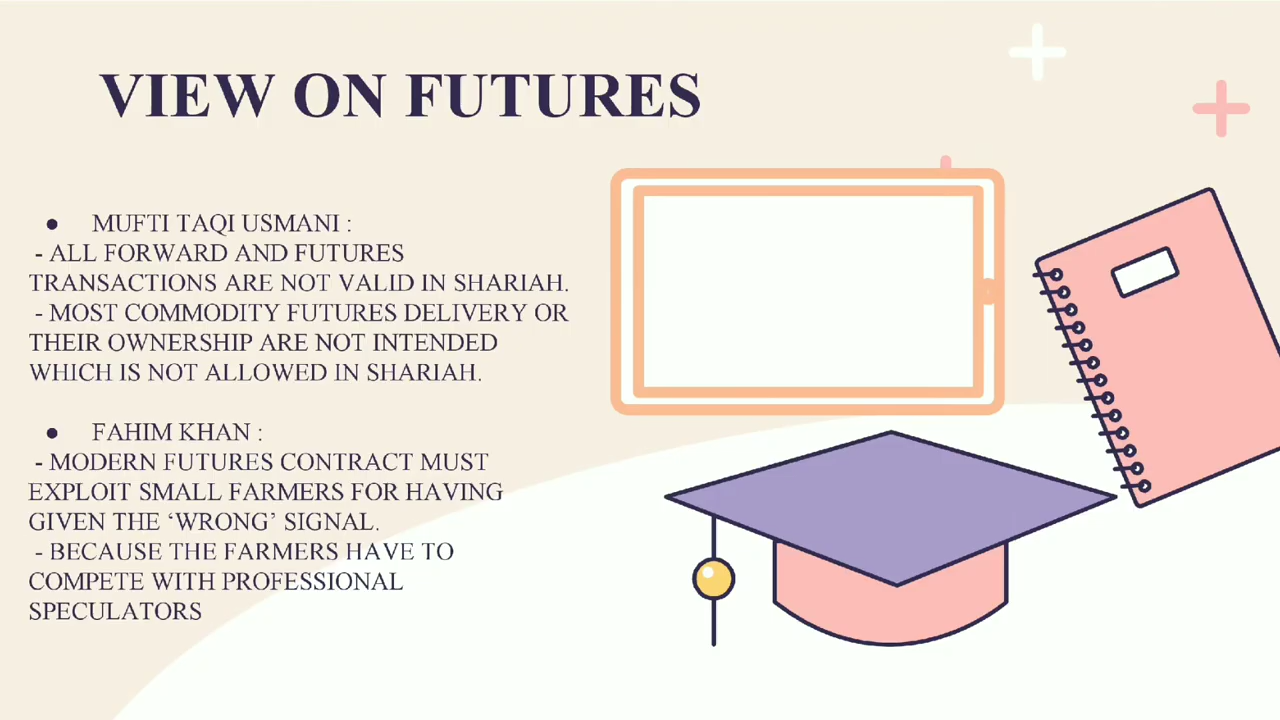 VIEW ON FUTURES
● MUFTI TAQI USMANI :
- ALL FORWARD AND FUTURES
TRANSACTIONS ARE NOT VALID IN SHARIAH.
- MOST COMMODITY FUTURES DELIVERY OR
THEIR OWNERSHIP ARE NOT INTENDED
WHICH IS NOT ALLOWED IN SHARIAH.
● FAHIM KHAN :
- MODERN FUTURES CONTRACT MUST
EXPLOIT SMALL FARMERS FOR HAVING
GIVEN THE ‘WRONG’ SIGNAL.
- BECAUSE THE FARMERS HAVE TO
COMPETE WITH PROFESSIONAL
SPECULATORS